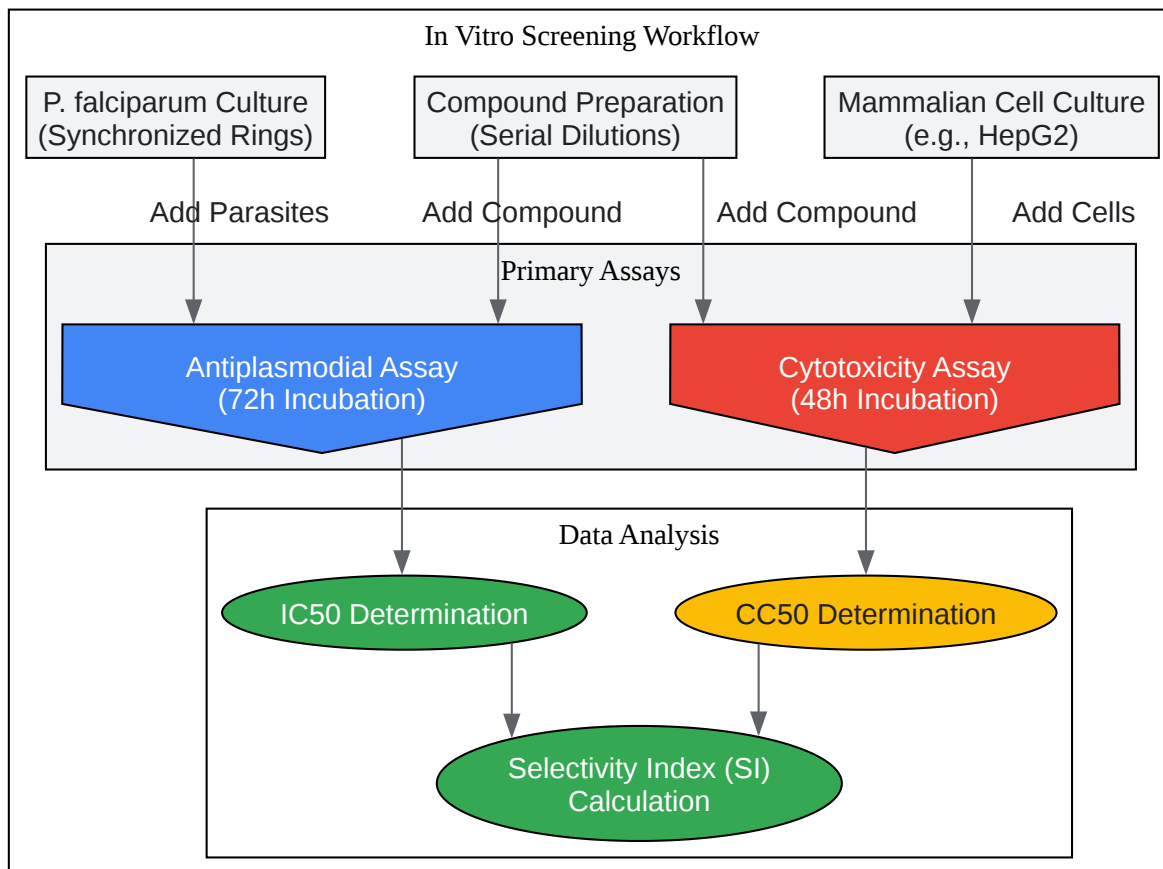 In Vitro Screening Workflow
P. falciparum Culture
(Synchronized Rings)
Compound Preparation
(Serial Dilutions)
Mammalian Cell Culture
(e.g., HepG2)
Add Parasites
Add Compound
Add Compound
Add Cells
Primary Assays
Antiplasmodial Assay
(72h Incubation)
Cytotoxicity Assay
(48h Incubation)
Data Analysis
IC50 Determination
CC50 Determination
Selectivity Index (SI)
Calculation